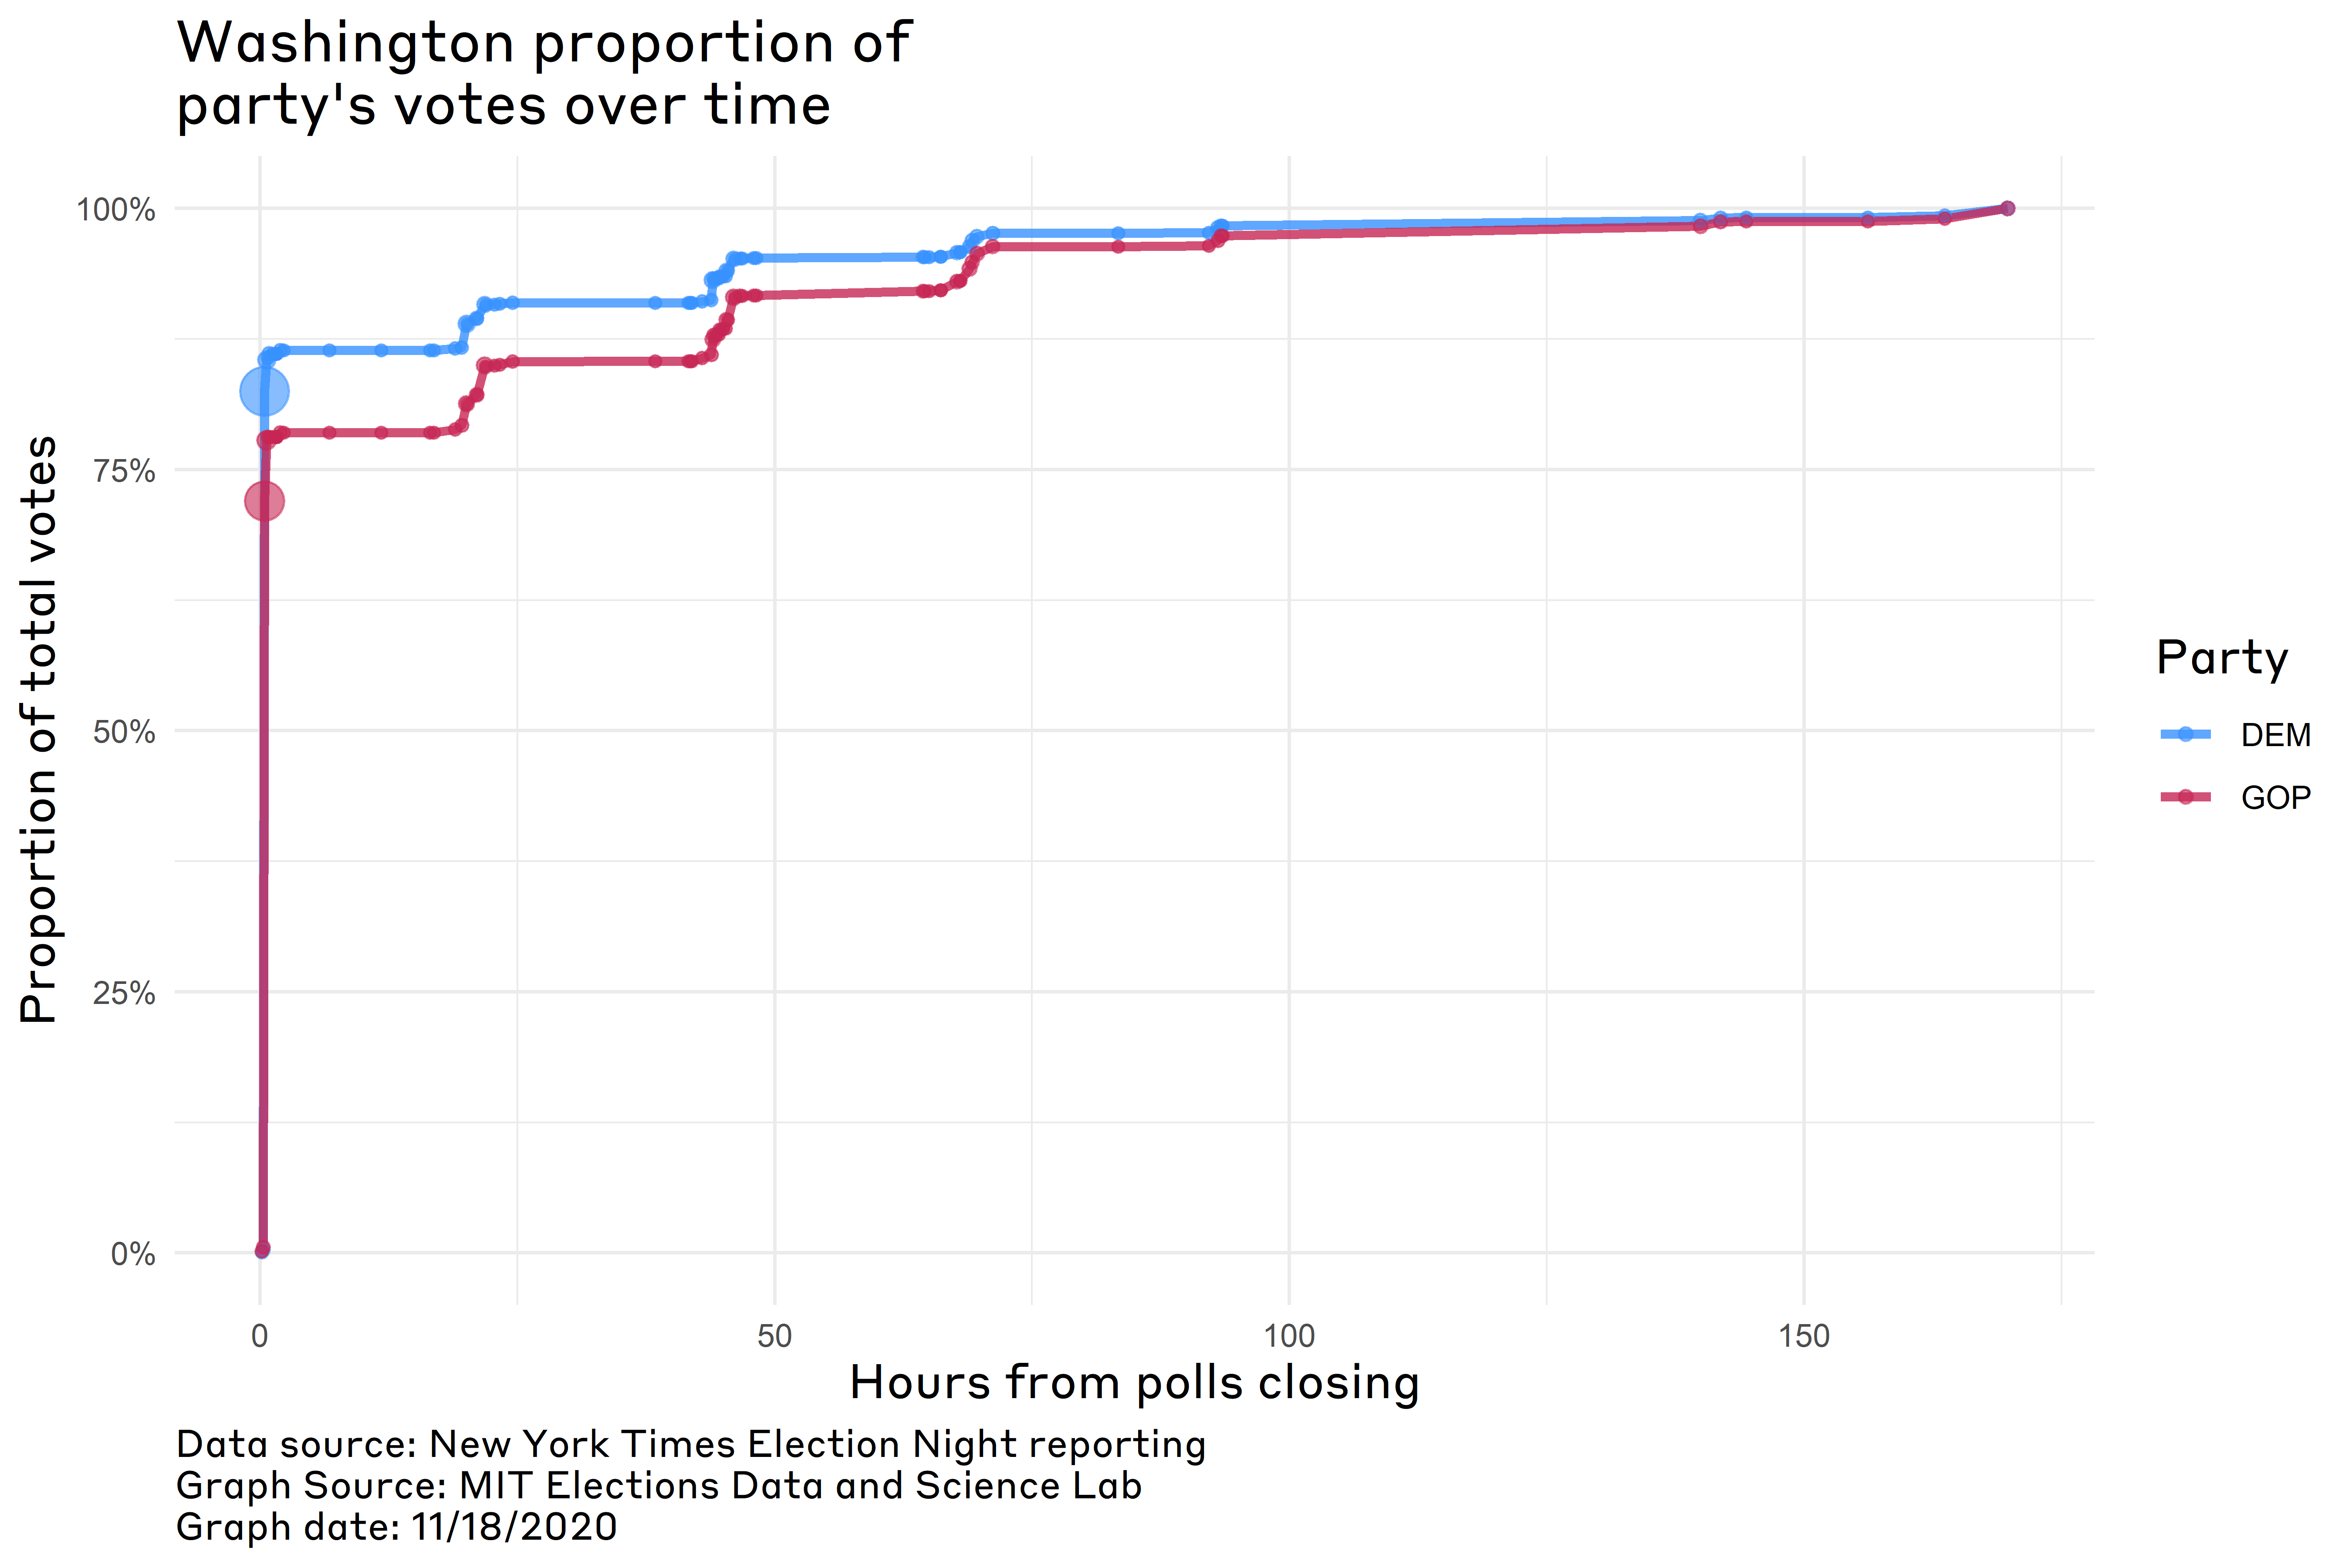 Washington proportion of
party's votes over time
Proportion of total votes
100%
75%
50%
25%
0%
0
50
100
150
Hours from polls closing
Party
DEM
GOP
Data source: New York Times Election Night reporting
Graph Source: MIT Elections Data and Science Lab
Graph date: 11/18/2020